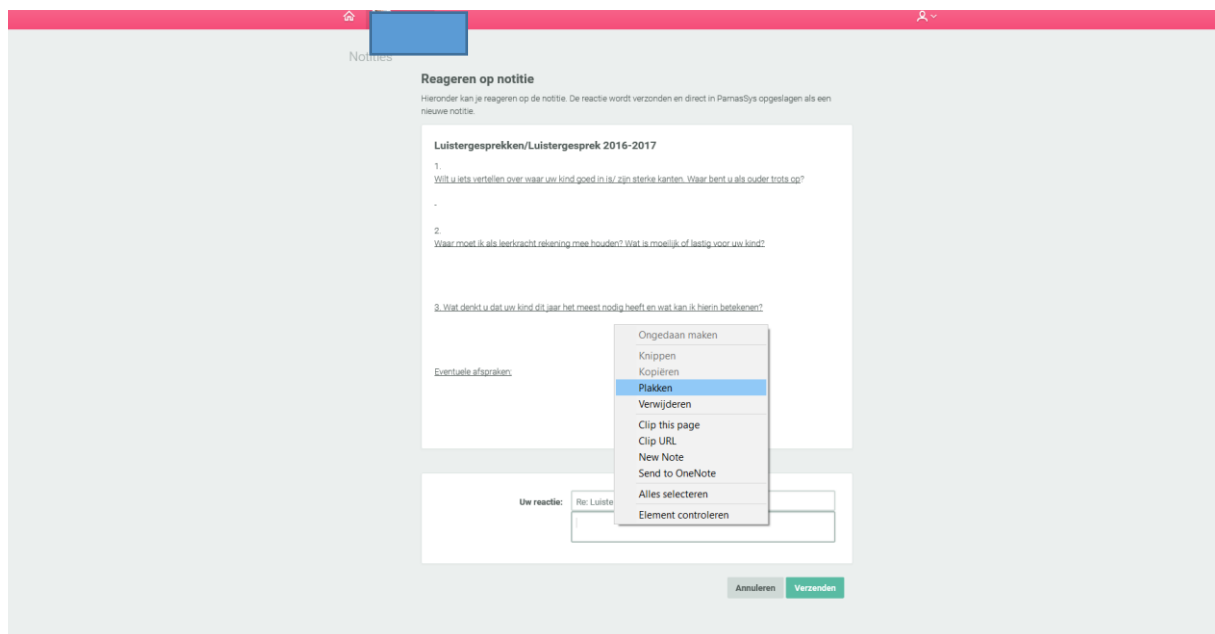 Notities
Reageren op notitie
Hieronder kan je reageren op de notitie. De reactie wordt verzonden en direct in ParnasSys opgeslagen als een
nieuwe notitie.
Luistergesprekken/Luistergesprek 2016-2017
1.
Wilt u iets vertellen over waar uw kind goed in is/ zijn sterke kanten. Waar bent u als ouder trots op?
-
2.
Waar moet ik als leerkracht rekening mee houden? Wat is moeilijk of lastig voor uw kind?
3. Wat denkt u dat uw kind dit jaar het meest nodig heeft en wat kan ik hierin betekenen?
Eventuele afspraken:
Ongedaan maken
Knippen
Kopiëren
Plakken
Verwijderen
Clip this page
Clip URL
New Note
Send to OneNote
Alles selecteren
Element controleren
Uw reactie:
Re: Luiste
Annuleren
Verzenden